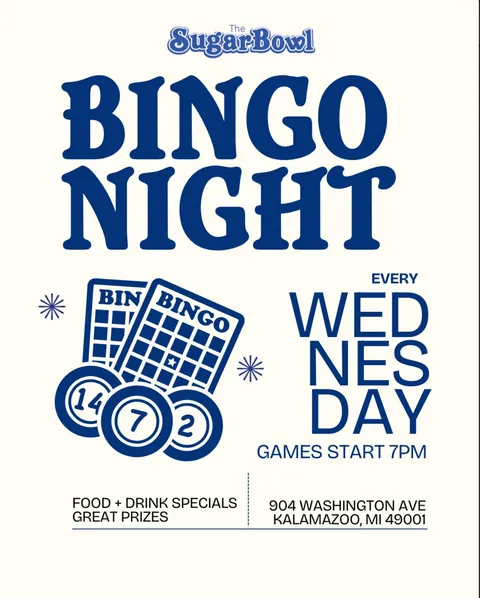 The
SugarBowl
BINGO
NIGHT
BIN
BINGO
14
7
2
EVERY
WED
NES
DAY
GAMES START 7PM
FOOD + DRINK SPECIALS
GREAT PRIZES
904 WASHINGTON AVE
KALAMAZOO, MI 49001